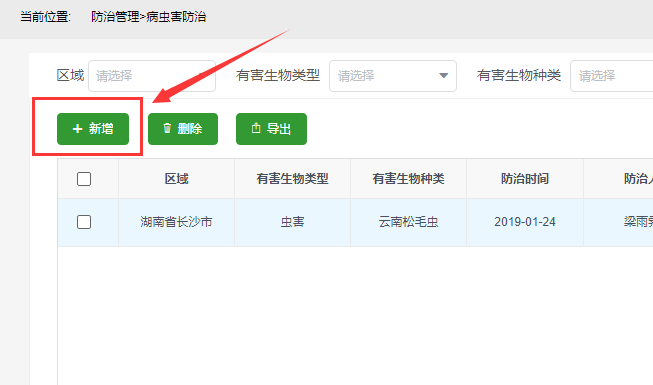 当前位置: 防治管理>病虫害防治
区域 请选择 有害生物类型 请选择 有害生物种类 请选择
新增 删除 导出
区域 有害生物类型 有害生物种类 防治时间 防治
湖南省长沙市 虫害 云南松毛虫 2019-01-24 梁雨